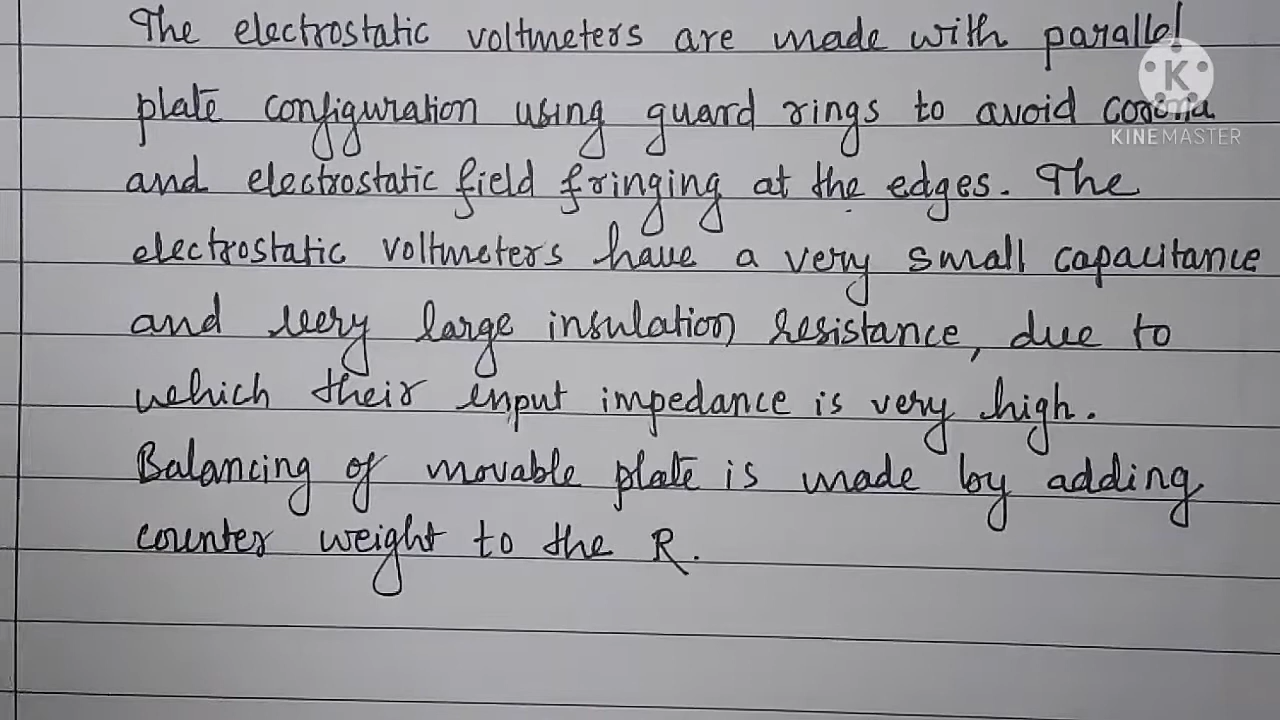 The electrostatic voltmeters are made with parallel
plate configuration using guard rings to avoid corona
and electrostatic field fringing at the edges. The
electrostatic voltmeters have a very small capacitance
and very large insulation resistance, due to
which their input impedance is very high.
Balancing of movable plate is made by adding
counter weight to the R.
K
KINEMASTER